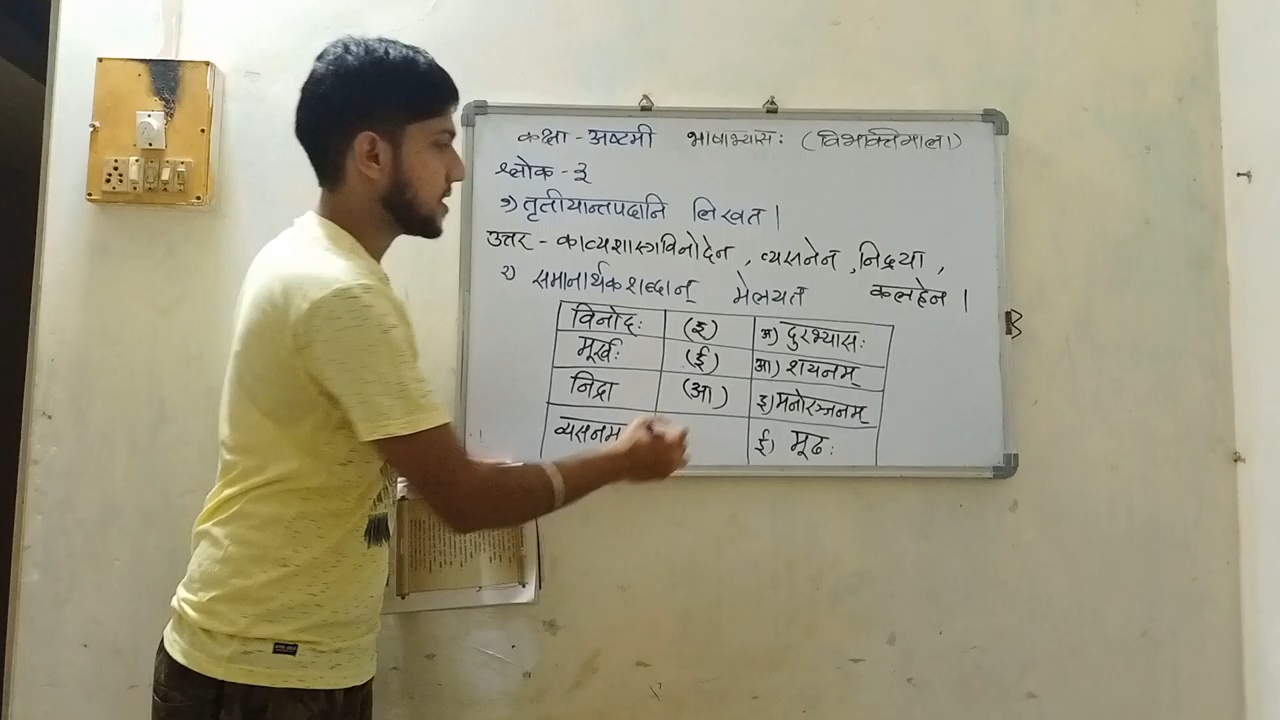 कक्षा - अष्टमी भाषाभ्यासः (विभक्तिमाला)
श्लोक - ३
१) तृतीयान्तपदानि लिखत |
उत्तर - काव्यशास्त्रविनोदेन , व्यसनेन , निद्रया ,
कलहेन |
२) समानार्थकशब्दान् मेलयत
विनोदः (इ) अ) दुरभ्यासः
मूर्खः (ई) आ) शयनम्
निद्रा (आ) इ) मनोरञ्जनम्
व्यसनम ई) मूढः